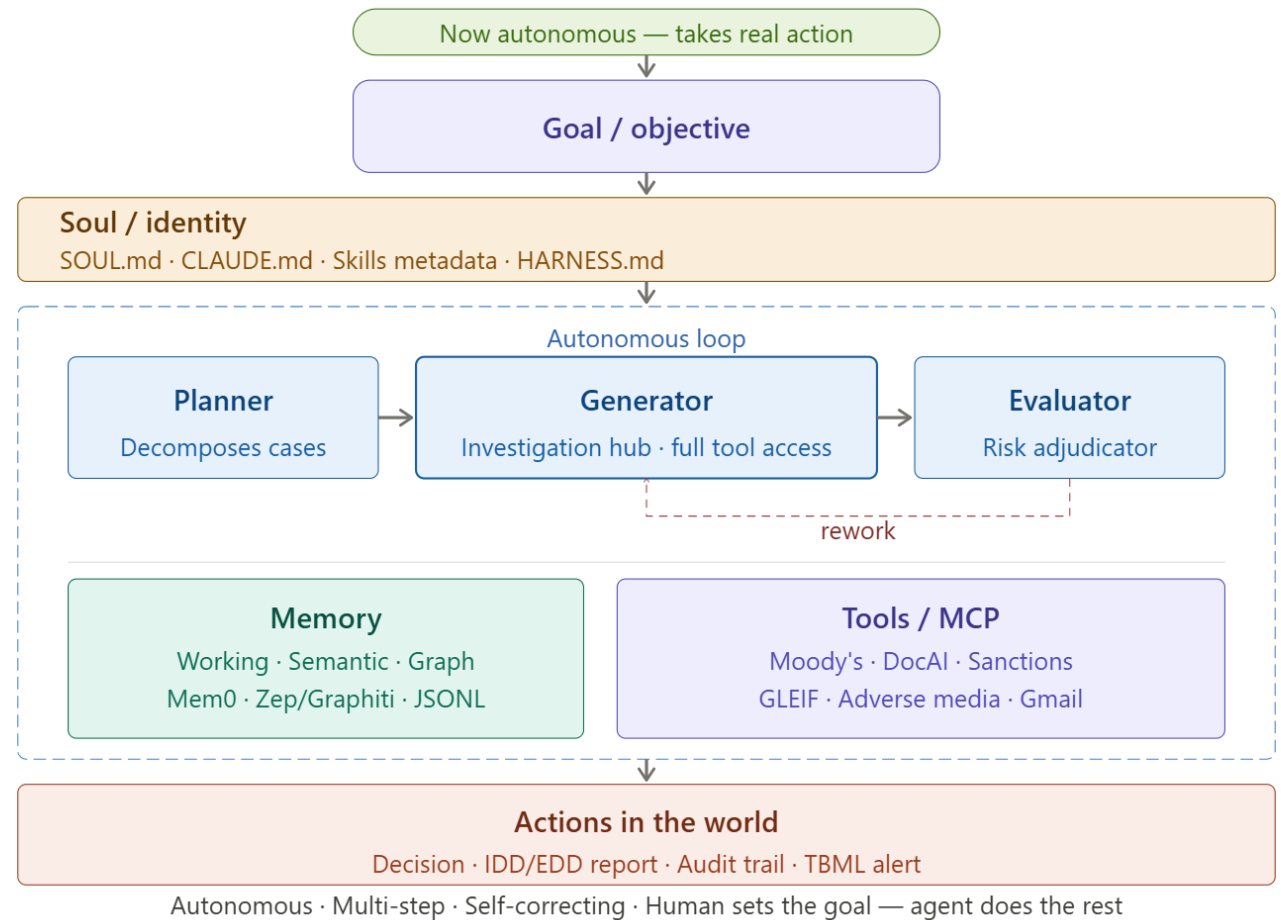 Now autonomous — takes real action
Goal / objective
Soul / identity
SOUL.md · CLAUDE.md · Skills metadata · HARNESS.md
Autonomous loop
Planner
Decomposes cases
Generator
Investigation hub · full tool access
Evaluator
Risk adjudicator
rework
Memory
Working · Semantic · Graph
Mem0 · Zep/Graphiti · JSONL
Tools / MCP
Moody's · DocAI · Sanctions
GLEIF · Adverse media · Gmail
Actions in the world
Decision · IDD/EDD report · Audit trail · TBML alert
Autonomous · Multi-step · Self-correcting · Human sets the goal — agent does the rest